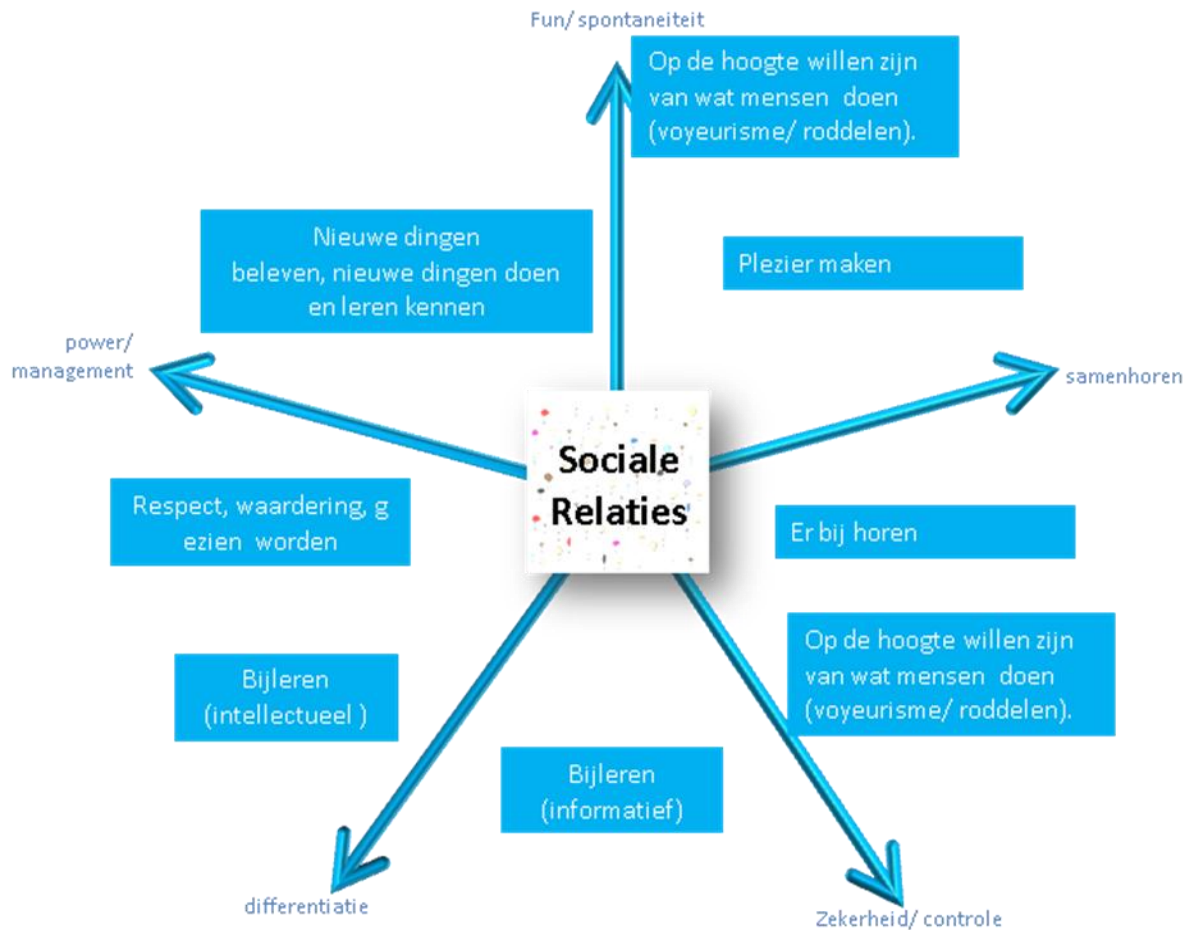 Fun/ spontaneiteit
Op de hoogte willen zijn
van wat mensen doen
(voyeurisme/ roddelen).
Nieuwe dingen
beleven, nieuwe dingen doen
en leren kennen
Plezier maken
power/
management
samenhoren
Sociale
Relaties
Respect, waardering, g
ezien worden
Er bij horen
Op de hoogte willen zijn
van wat mensen doen
(voyeurisme/ roddelen).
Bijleren
(intellectueel )
Bijleren
(informatief)
differentiatie
Zekerheid/ controle